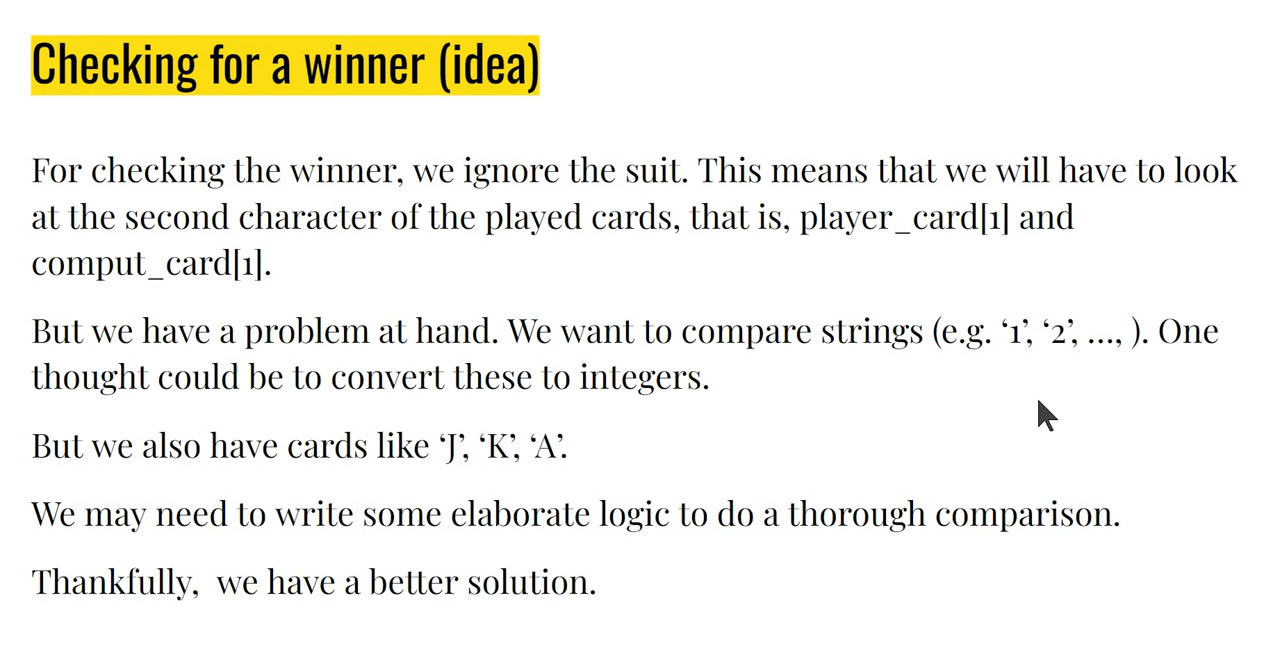 Checking for a winner (idea)
For checking the winner, we ignore the suit. This means that we will have to look
at the second character of the played cards, that is, player_card[1] and
comput_card[1].
But we have a problem at hand. We want to compare strings (e.g. ‘1’, ‘2’, ..., ). One
thought could be to convert these to integers.
But we also have cards like ‘J’, ‘K’, ‘A’.
We may need to write some elaborate logic to do a thorough comparison.
Thankfully,  we have a better solution.